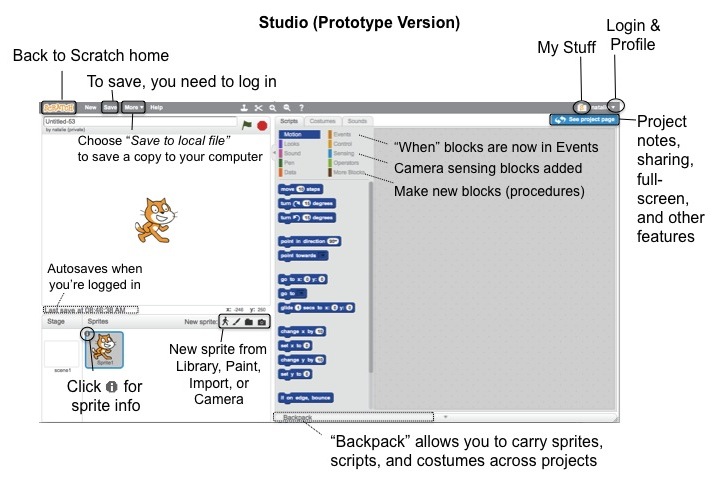 Studio (Prototype Version)
Back to Scratch home
To save, you need to log in
My Stuff
Login &
Profile
SCRATCH
New
Save
More
Help
natalie
Untitled-53
by natalie (private)
Choose “Save to local file”
to save a copy to your computer
Scripts
Costumes
Sounds
See project page
Motion
Looks
Sound
Pen
Data
Events
Control
Sensing
Operators
More Blocks
“When” blocks are now in Events
Camera sensing blocks added
Make new blocks (procedures)
Project
notes,
sharing,
full-
screen,
and other
features
move 10 steps
turn 15 degrees
turn 15 degrees
point in direction 90°
point towards
go to x: 0 y: 0
go to
glide 1 secs to x: 0 y: 0
change x by 10
set x to 0
change y by 10
set y to 0
if on edge, bounce
Autosaves when
you’re logged in
Last save at 08:46:38 AM
x: -240 y: 250
Stage
Sprites
New sprite:
scene1
Sprite1
New sprite from
Library, Paint,
Import, or
Camera
Click i for
sprite info
Backpack
“Backpack” allows you to carry sprites,
scripts, and costumes across projects